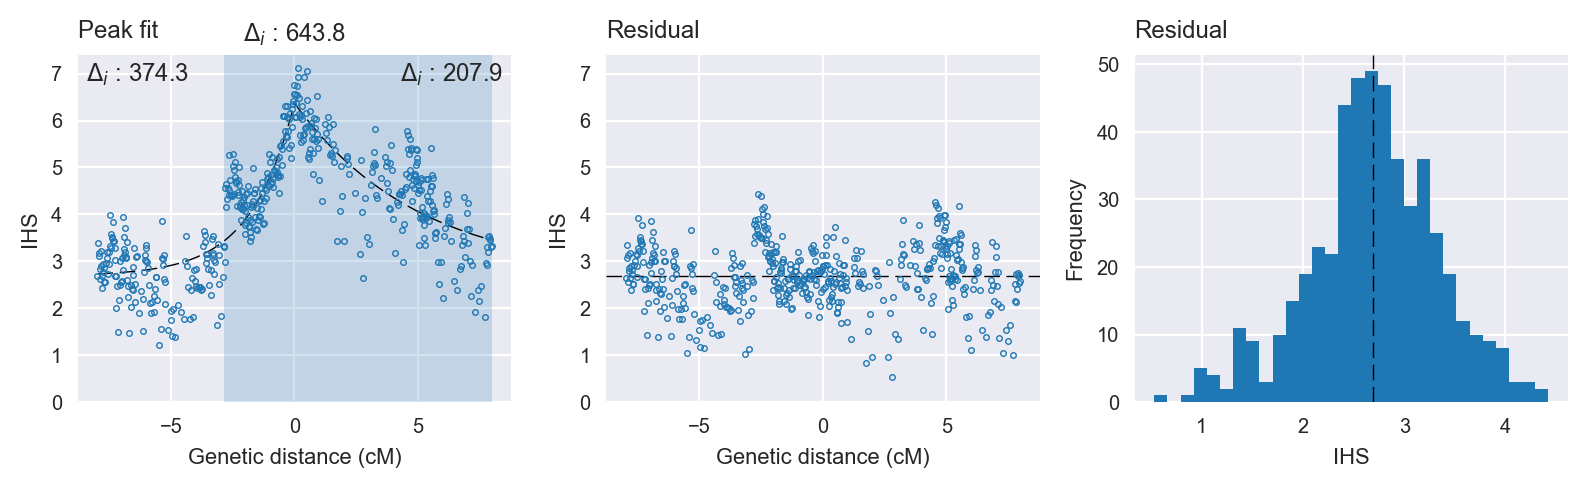 Peak fit
Δi : 643.8
Δi : 374.3
Δi : 207.9
7
6
5
4
3
2
1
0
IHS
−5
0
5
Genetic distance (cM)
Residual
7
6
5
4
3
2
1
0
IHS
−5
0
5
Genetic distance (cM)
Residual
50
40
30
20
10
0
Frequency
1
2
3
4
IHS